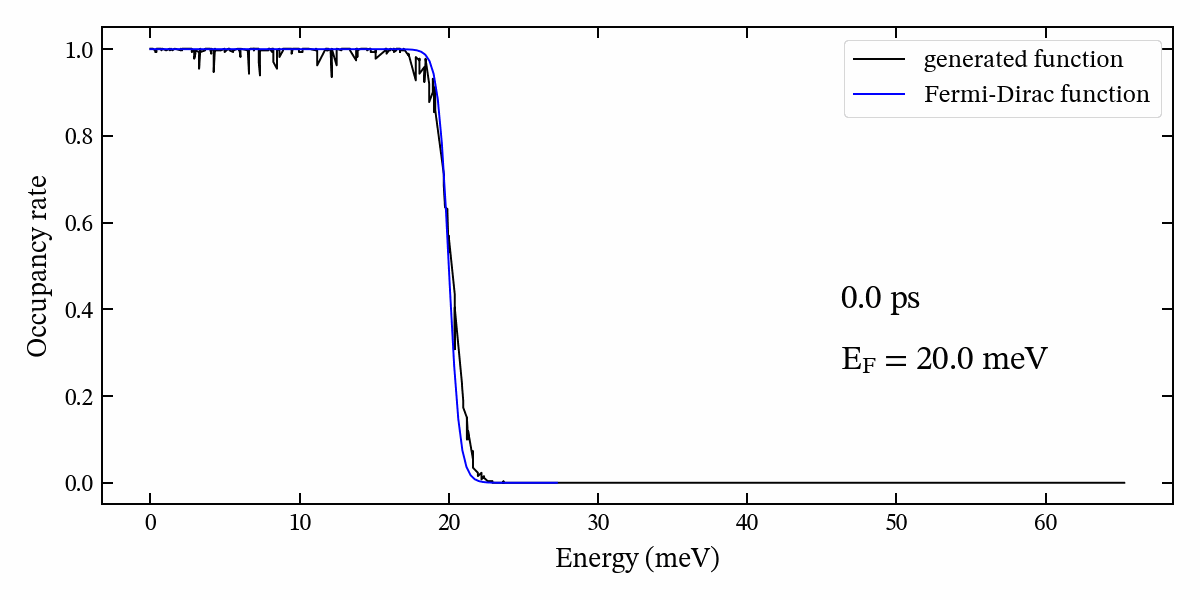 generated function
Fermi-Dirac function
1.0
0.8
0.6
0.4
0.2
0.0
Occupancy rate
0.0 ps
E_F = 20.0 meV
0 10 20 30 40 50 60
Energy (meV)